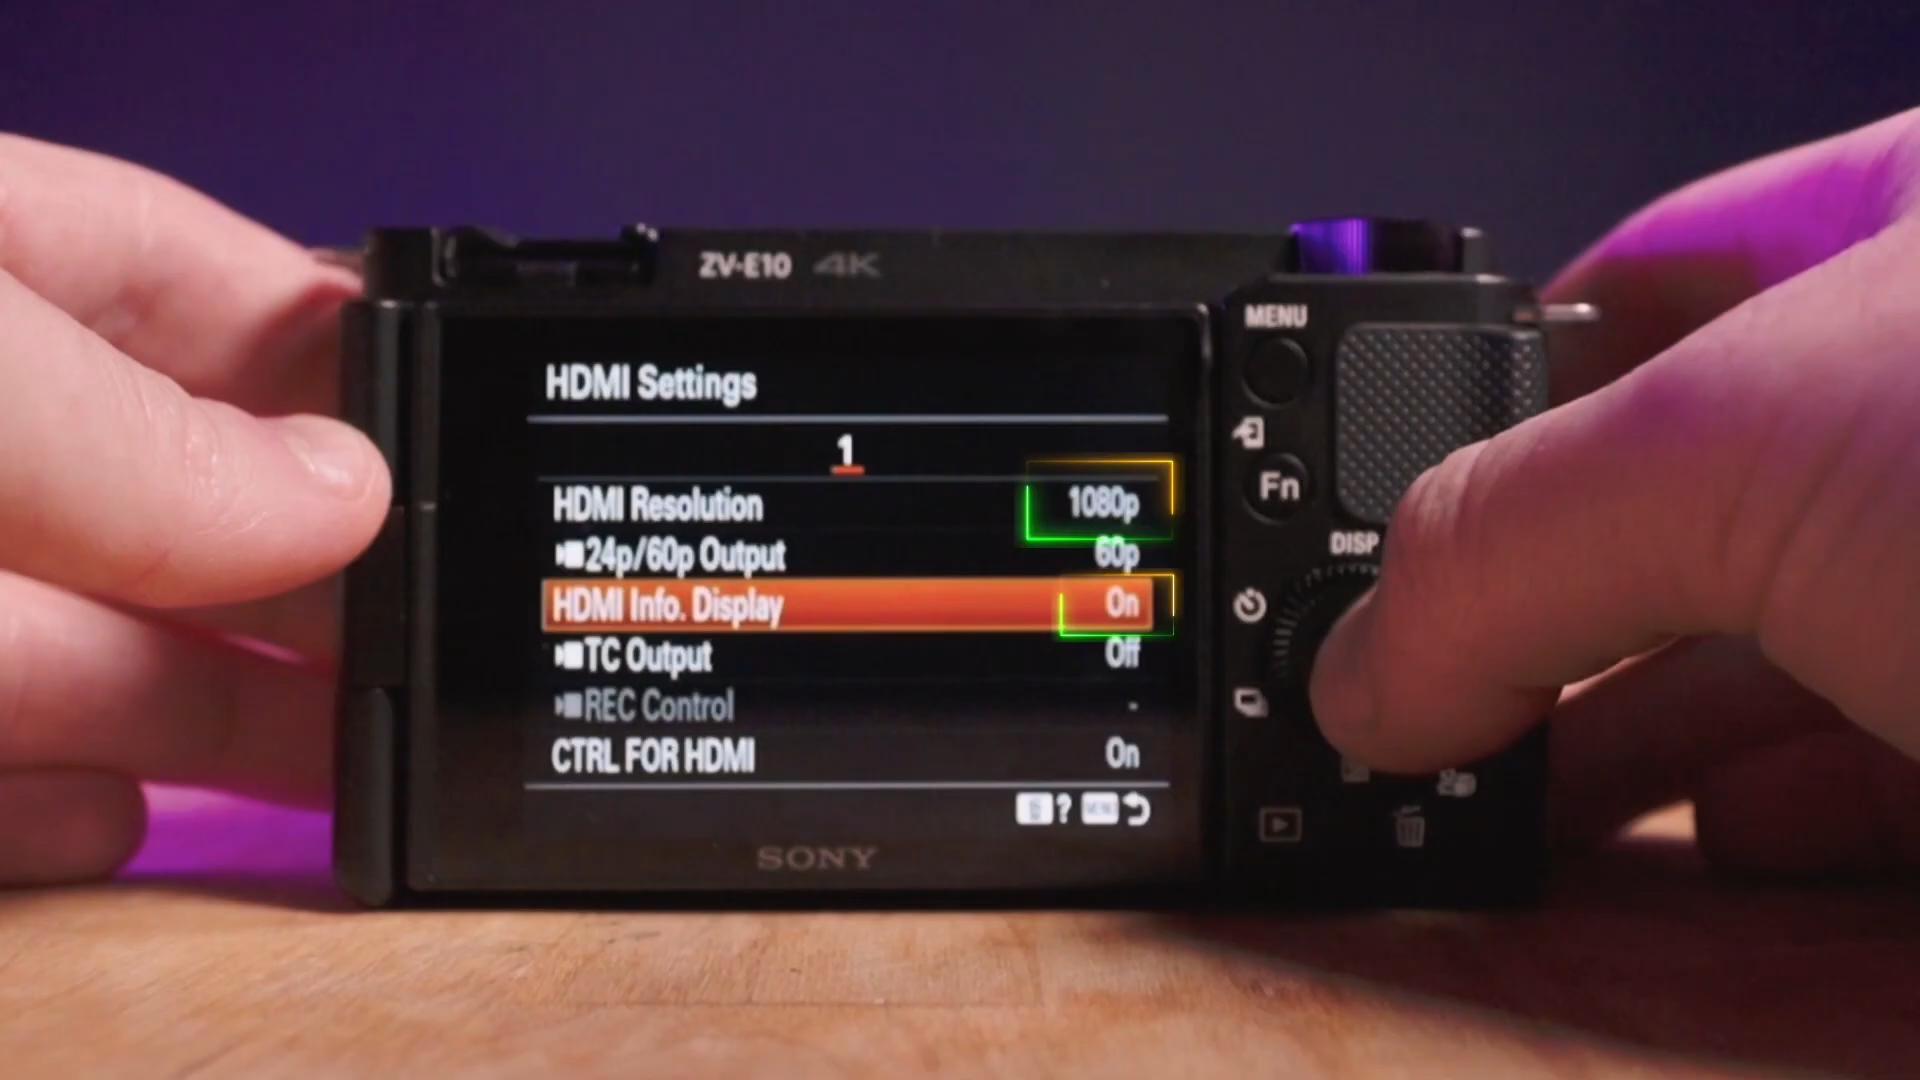 ZV-E10 4K
MENU
HDMI Settings
1
HDMI Resolution 1080p
Fn
24p/60p Output 60p
DISP
HDMI Info. Display On
TC Output Off
REC Control -
CTRL FOR HDMI On
? MENU
SONY